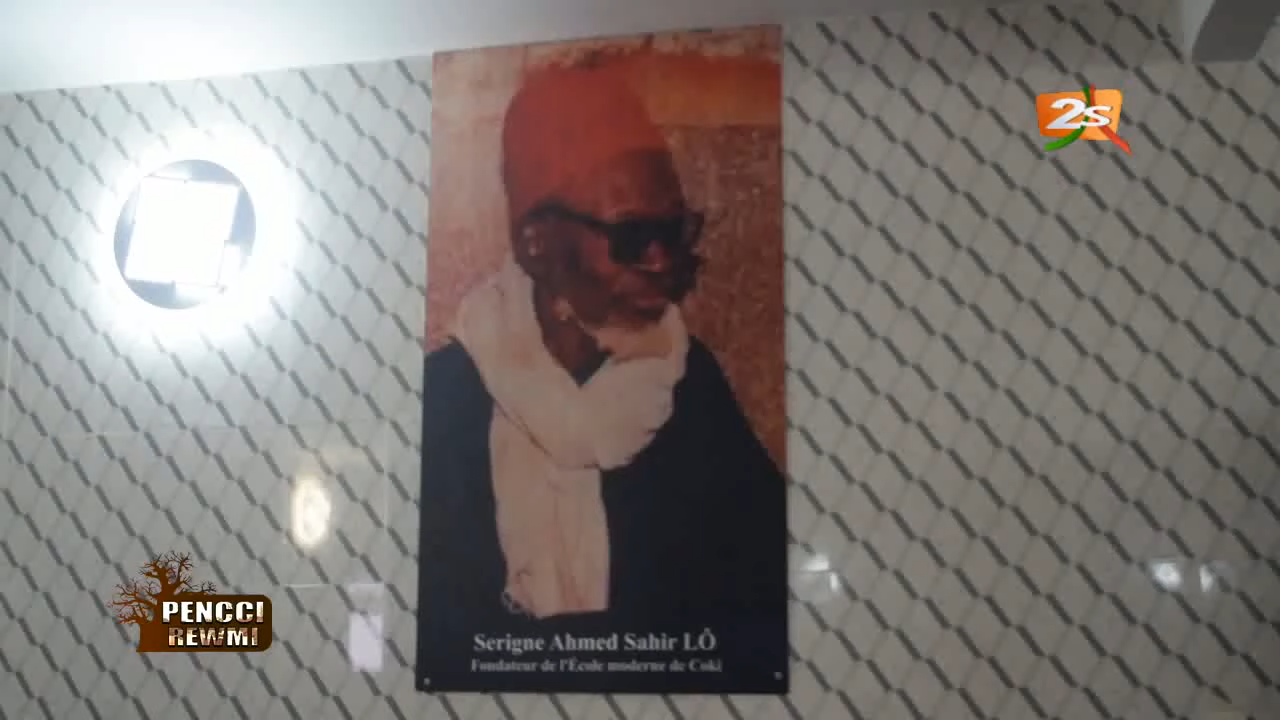 2s
Serigne Ahmed Sahir LÔ
Fondateur de l'École moderne de Coki
PENCCI
REWMI